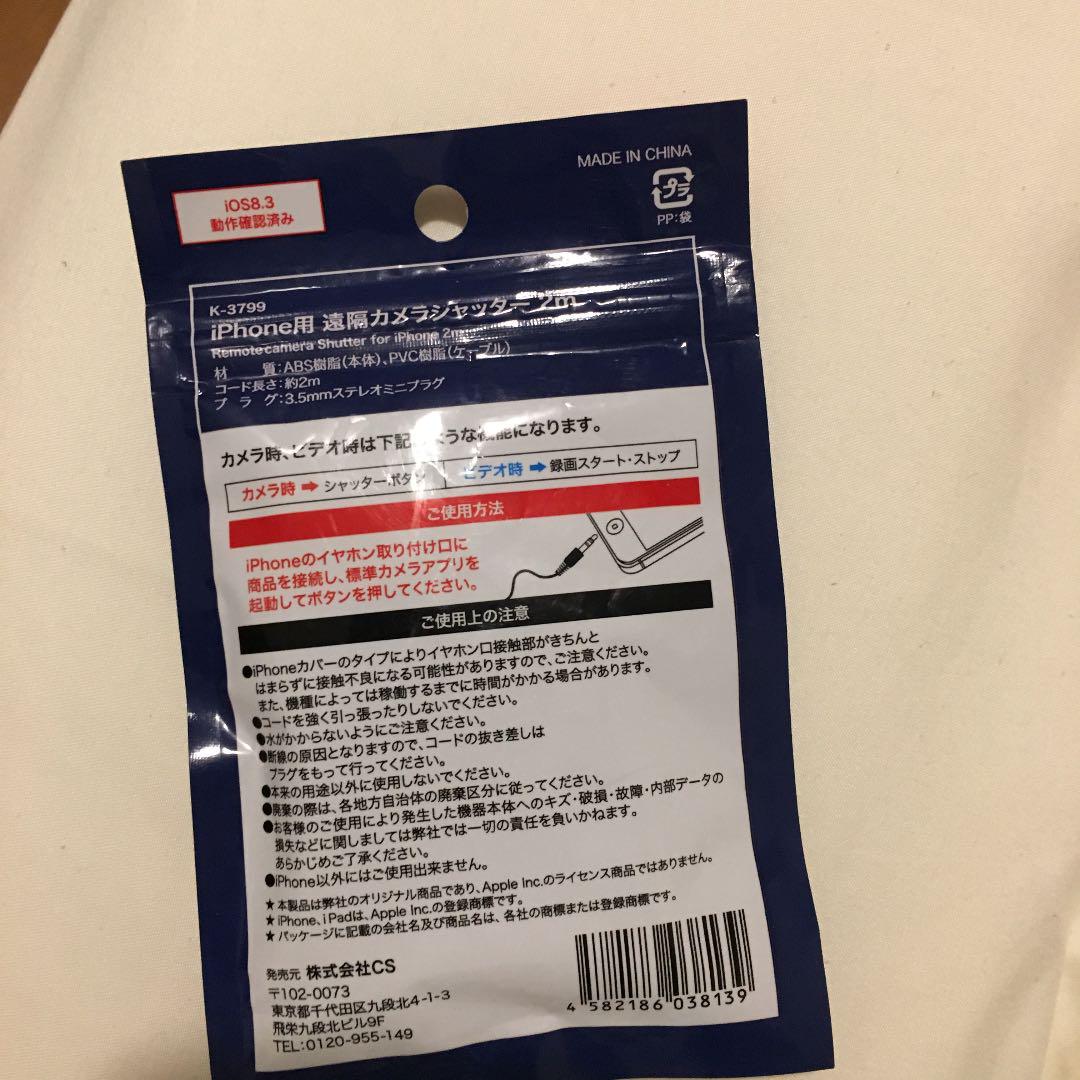 MADE IN CHINA
プラ
PP:袋
iOS8.3
動作確認済み
K-3799
iPhone用 遠隔カメラシャッター 2m
Remote camera Shutter for iPhone 2m
材 質:ABS樹脂(本体)、PVC樹脂(ケーブル)
コード長さ:約2m
プ ラ グ:3.5mmステレオミニプラグ
カメラ時、ビデオ時は下記のような機能になります。
カメラ時 ➡ シャッターボタン ビデオ時 ➡ 録画スタート・ストップ
ご使用方法
iPhoneのイヤホン取り付け口に
商品を接続し、標準カメラアプリを
起動してボタンを押してください。
ご使用上の注意
●iPhoneカバーのタイプによりイヤホン口接触部がきちんと
はまらずに接触不良になる可能性がありますので、ご注意ください。
また、機種によっては稼働するまでに時間がかかる場合があります。
●コードを強く引っ張ったりしないでください。
●水がかからないようにご注意ください。
●断線の原因となりますので、コードの抜き差しは
プラグをもって行ってください。
●本来の用途以外に使用しないでください。
●廃棄の際は、各地方自治体の廃棄区分に従ってください。
●お客様のご使用により発生した機器本体へのキズ・破損・故障・内部データの
損失などに関しましては弊社では一切の責任を負いかねます。
あらかじめご了承ください。
●iPhone以外にはご使用出来ません。
★本製品は弊社のオリジナル商品であり、Apple Inc.のライセンス商品ではありません。
★iPhone、iPadは、Apple Inc.の登録商標です。
★パッケージに記載の会社名及び商品名は、各社の商標または登録商標です。
発売元 株式会社CS
〒102-0073
東京都千代田区九段北4-1-3
飛栄九段北ビル9F
TEL:0120-955-149
4 582186 038139